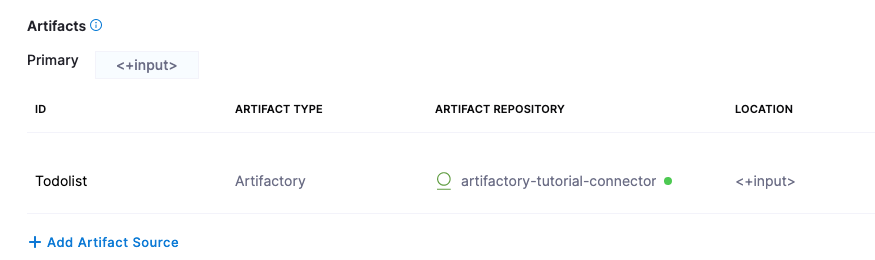 Artifacts
Primary <+input>
ID ARTIFACT TYPE ARTIFACT REPOSITORY LOCATION
Todolist Artifactory artifactory-tutorial-connector <+input>
+ Add Artifact Source